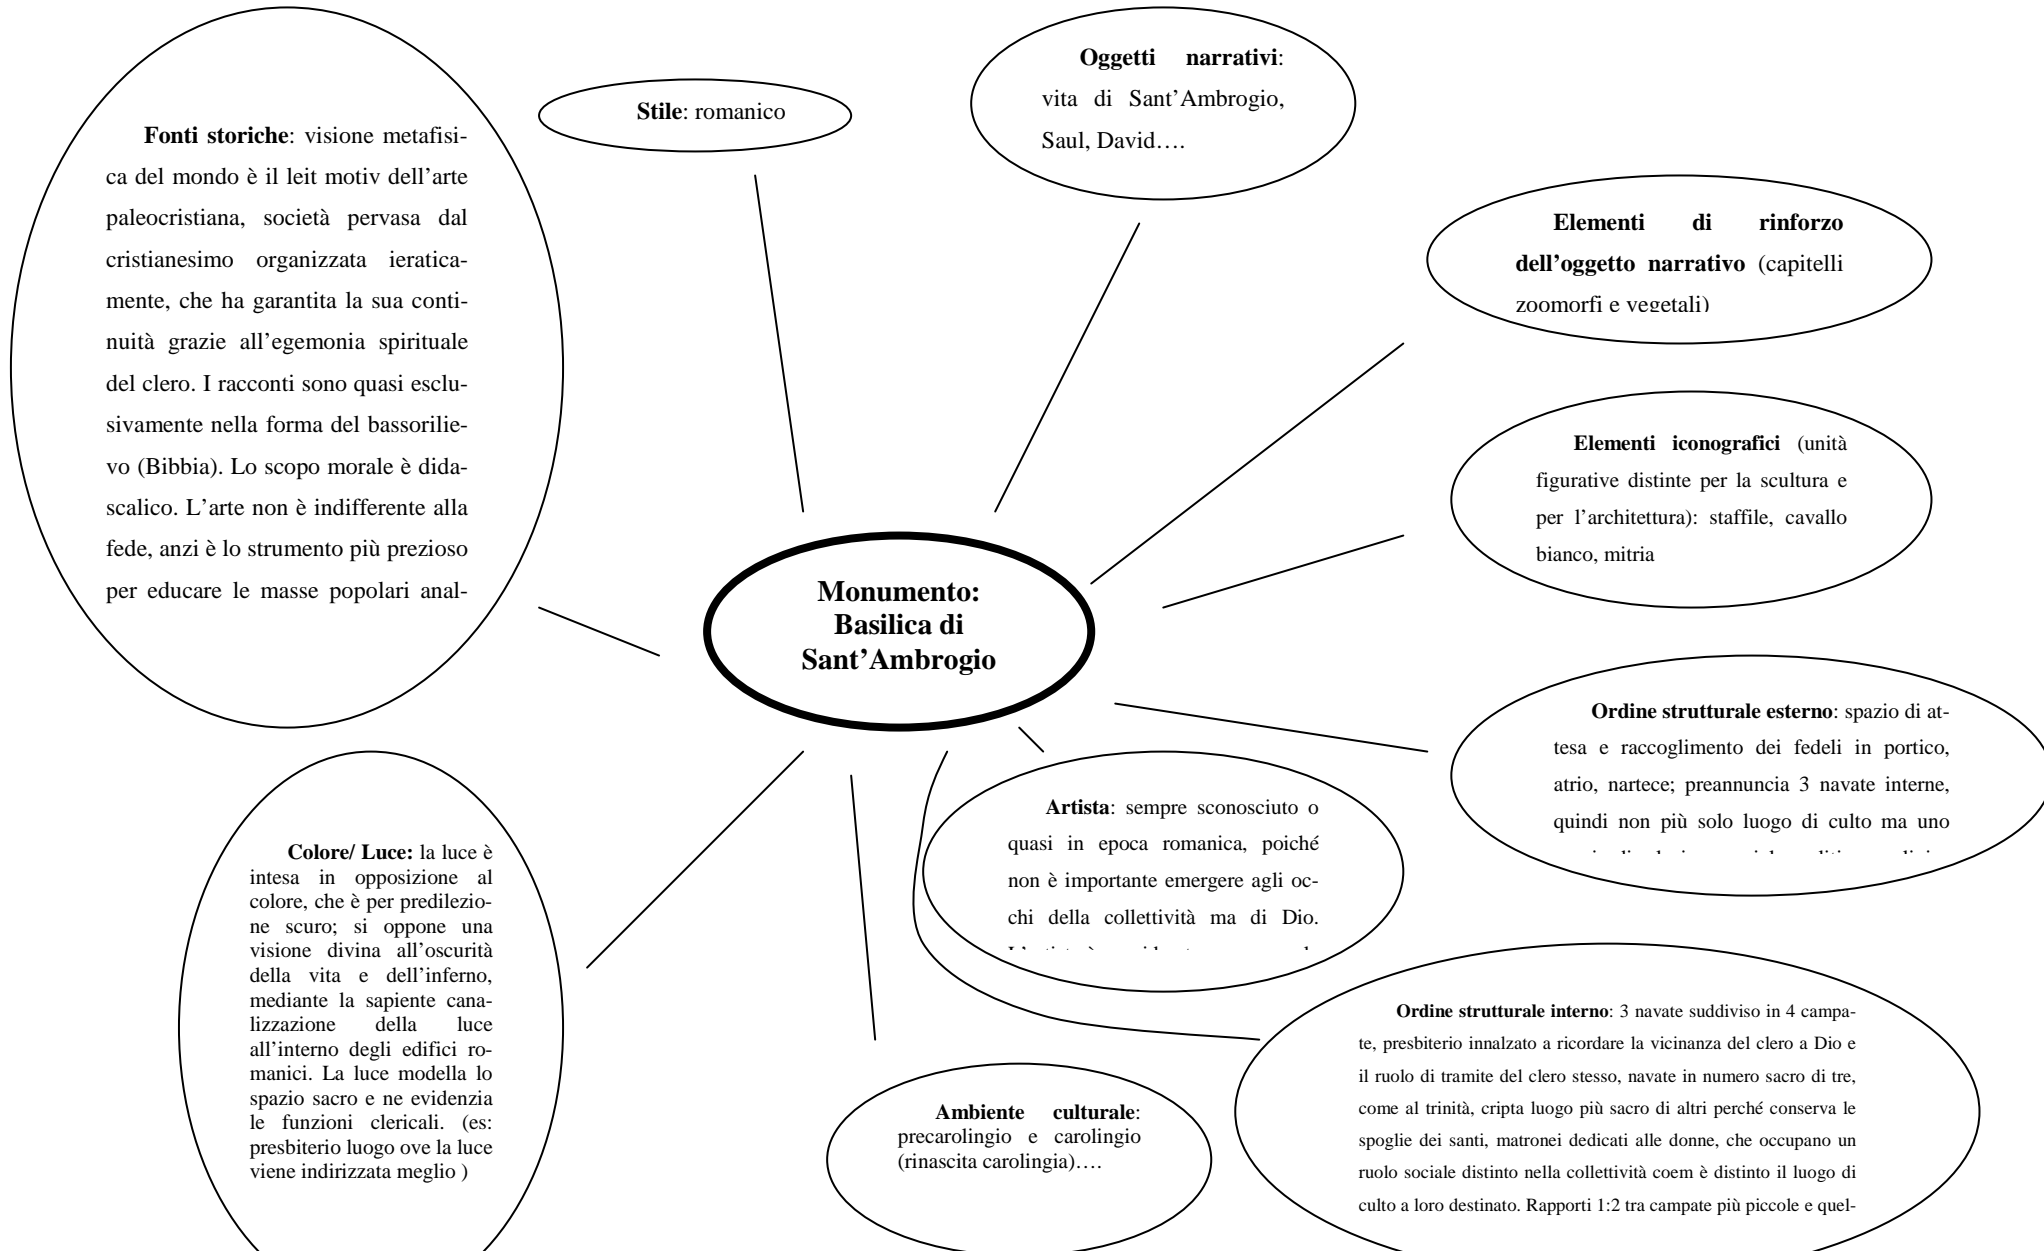 Fonti storiche: visione metafisi-
ca del mondo è il leit motiv dell'arte
paleocristiana, società pervasa dal
cristianesimo organizzata ieratica-
mente, che ha garantita la sua conti-
nuità grazie all'egemonia spirituale
del clero. I racconti sono quasi esclu-
sivamente nella forma del bassorilie-
vo (Bibbia). Lo scopo morale è dida-
scalico. L'arte non è indifferente alla
fede, anzi è lo strumento più prezioso
per educare le masse popolari anal-
Stile: romanico
Oggetti narrativi:
vita di Sant'Ambrogio,
Saul, David….
Elementi di rinforzo
dell'oggetto narrativo (capitelli
zoomorfi e vegetali)
Elementi iconografici (unità
figurative distinte per la scultura e
per l'architettura): staffile, cavallo
bianco, mitria
Monumento:
Basilica di
Sant'Ambrogio
Ordine strutturale esterno: spazio di at-
tesa e raccoglimento dei fedeli in portico,
atrio, nartece; preannuncia 3 navate interne,
quindi non più solo luogo di culto ma uno
Artista: sempre sconosciuto o
quasi in epoca romanica, poiché
non è importante emergere agli oc-
chi della collettività ma di Dio.
Colore/ Luce: la luce è
intesa in opposizione al
colore, che è per predilezio-
ne scuro; si oppone una
visione divina all'oscurità
della vita e dell'inferno,
mediante la sapiente cana-
lizzazione della luce
all'interno degli edifici ro-
manici. La luce modella lo
spazio sacro e ne evidenzia
le funzioni clericali. (es:
presbiterio luogo ove la luce
viene indirizzata meglio )
Ambiente culturale:
precarolingio e carolingio
(rinascita carolingia)….
Ordine strutturale interno: 3 navate suddiviso in 4 campa-
te, presbiterio innalzato a ricordare la vicinanza del clero a Dio e
il ruolo di tramite del clero stesso, navate in numero sacro di tre,
come al trinità, cripta luogo più sacro di altri perché conserva le
spoglie dei santi, matronei dedicati alle donne, che occupano un
ruolo sociale distinto nella collettività coem è distinto il luogo di
culto a loro destinato. Rapporti 1:2 tra campate più piccole e quel-